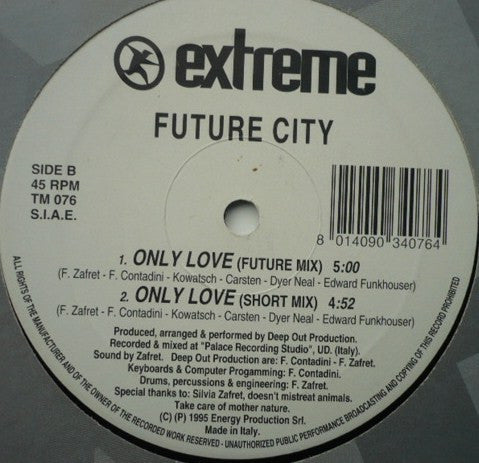 extreme
FUTURE CITY
SIDE B
45 RPM
TM 076
S.I.A.E.
8 014090 340764
1. ONLY LOVE (FUTURE MIX) 5:00
(F. Zafret - F. Contadini - Kowatsch - Carsten - Dyer Neal - Edward Funkhouser)
2. ONLY LOVE (SHORT MIX) 4:52
(F. Zafret - F. Contadini - Kowatsch - Carsten - Dyer Neal - Edward Funkhouser)
Produced, arranged & performed by Deep Out Production.
Recorded & mixed at "Palace Recording Studio", UD. (Italy).
Sound by Zafret. Deep Out Production are: F. Contadini - F. Zafret.
Keyboards & Computer Progamming: F. Contadini.
Drums, percussions & engineering: F. Zafret.
Special thanks to: Silvia Zafret, doesn't mistreat animals.
Take care of mother nature.
(C) (P) 1995 Energy Production Srl.
Made in Italy.
ALL RIGHTS OF THE MANUFACTURER AND OF THE OWNER OF THE RECORDED WORK RESERVED - UNAUTHORIZED PUBLIC PERFORMANCE BROADCASTING AND COPYING OF THIS RECORD PROHIBITED